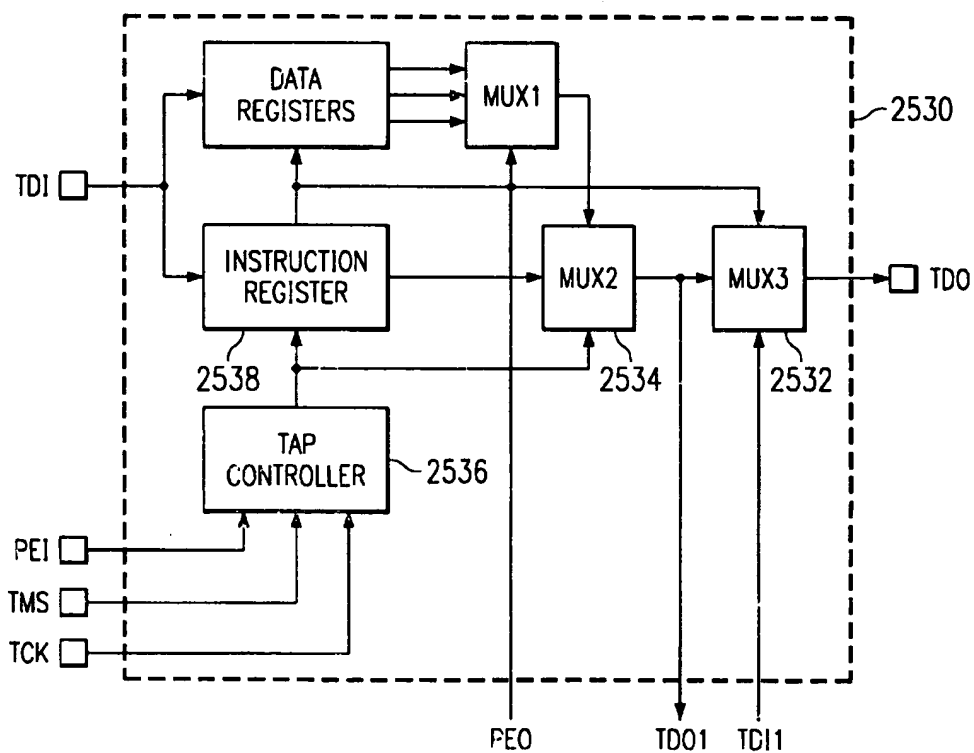 DATA
REGISTERS
MUX1
2530
TDI
INSTRUCTION
REGISTER
MUX2
MUX3
TDO
2538
2534
2532
TAP
CONTROLLER
2536
PEI
TMS
TCK
PEO
TDO1
TDI1